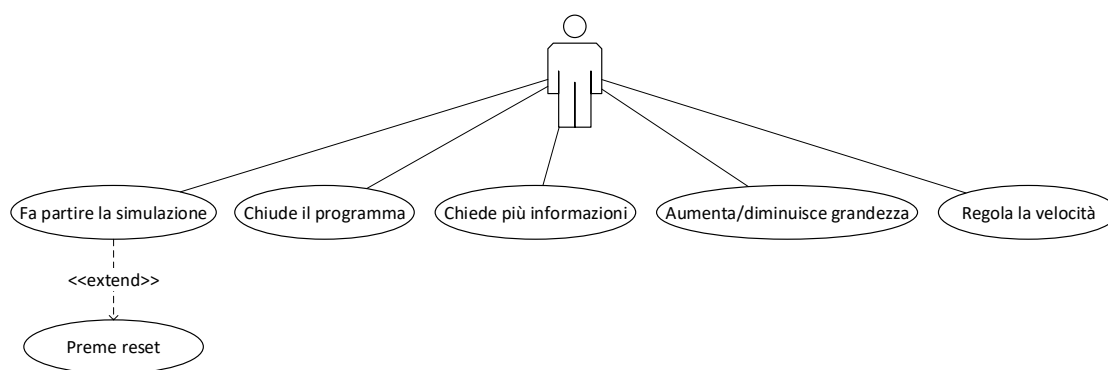 Fa partire la simulazione
Chiude il programma
Chiede più informazioni
Aumenta/diminuisce grandezza
Regola la velocità
<<extend>>
Preme reset